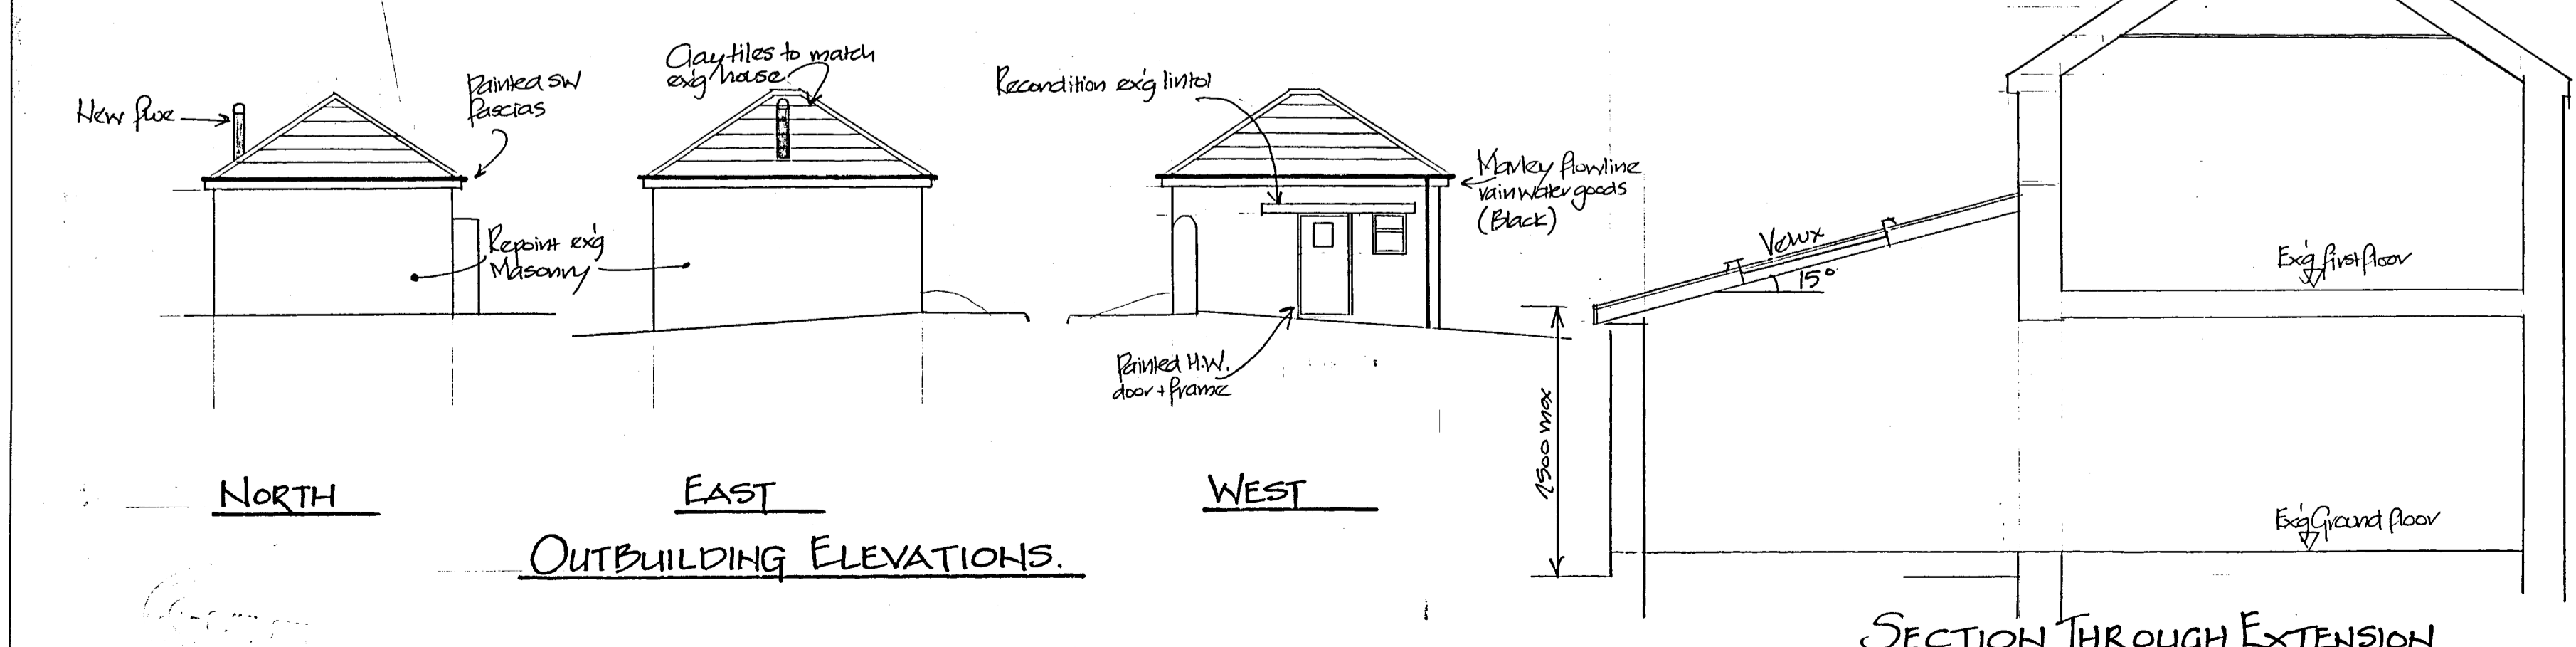 New flue
Painted SW
fascias
Clay tiles to match
ex'g house
Recondition ex'g lintol
Marley flowline
rainwater goods
(Black)
Repoint ex'g
Masonry
Painted H.W.
door + frame
NORTH
EAST
WEST
OUTBUILDING ELEVATIONS.
Velux
15°
2500 max
Ex'g first floor
Ex'g Ground floor
SECTION THROUGH EXTENSION